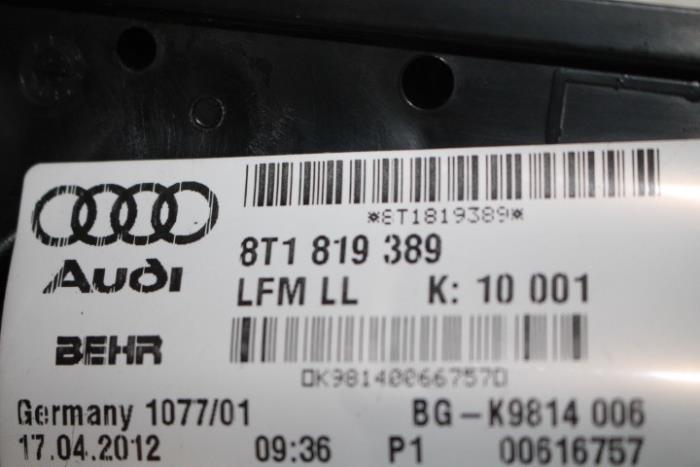 *8T1819389*
Audi
8T1 819 389
LFM LL K: 10 001
BEHR
DK98140066757D
Germany 1077/01 BG-K9814 006
17.04.2012 09:36 P1 00616757